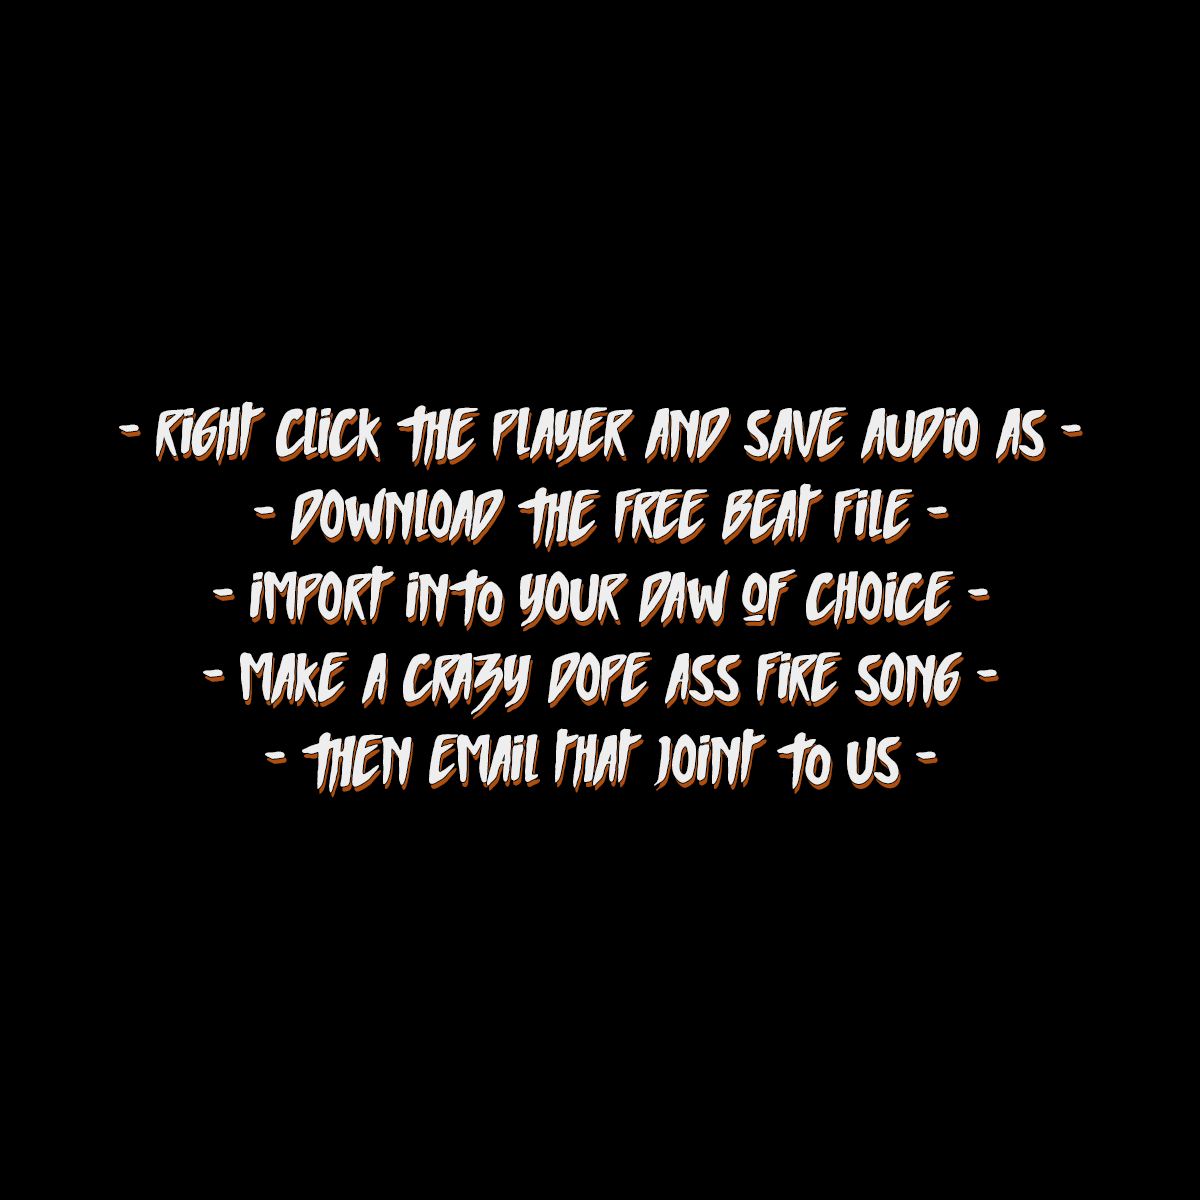 - RIGHT CLICK THE PLAYER AND SAVE AUDIO AS -
- DOWNLOAD THE FREE BEAT FILE -
- IMPORT INTO YOUR DAW OF CHOICE -
- MAKE A CRAZY DOPE ASS FIRE SONG -
- THEN EMAIL THAT JOINT TO US -